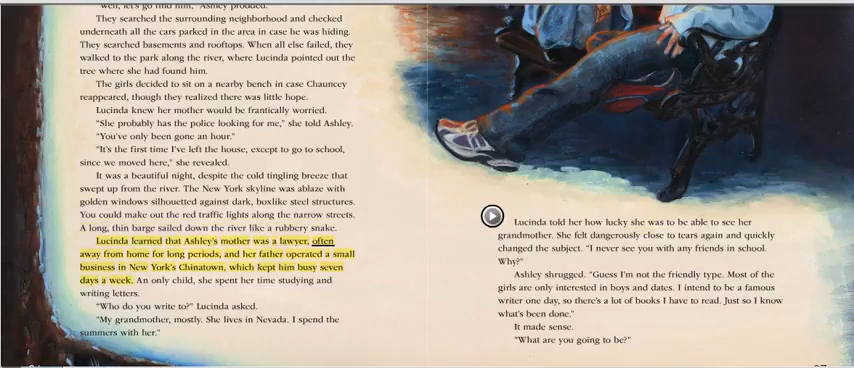 "Well, let's go find him," Ashley prodded.
They searched the surrounding neighborhood and checked
underneath all the cars parked in the area in case he was hiding.
They searched basements and rooftops. When all else failed, they
walked to the park along the river, where Lucinda pointed out the
tree where she had found him.
The girls decided to sit on a nearby bench in case Chauncey
reappeared, though they realized there was little hope.
Lucinda knew her mother would be frantically worried.
"She probably has the police looking for me," she told Ashley.
"You've only been gone an hour."
"It's the first time I've left the house, except to go to school,
since we moved here," she revealed.
It was a beautiful night, despite the cold tingling breeze that
swept up from the river. The New York skyline was ablaze with
golden windows silhouetted against dark, boxlike steel structures.
You could make out the red traffic lights along the narrow streets.
A long, thin barge sailed down the river like a rubbery snake.
Lucinda learned that Ashley's mother was a lawyer, often
away from home for long periods, and her father operated a small
business in New York's Chinatown, which kept him busy seven
days a week. An only child, she spent her time studying and
writing letters.
"Who do you write to?" Lucinda asked.
"My grandmother, mostly. She lives in Nevada. I spend the
summers with her."
Lucinda told her how lucky she was to be able to see her
grandmother. She felt dangerously close to tears again and quickly
changed the subject. "I never see you with any friends in school.
Why?"
Ashley shrugged. "Guess I'm not the friendly type. Most of the
girls are only interested in boys and dates. I intend to be a famous
writer one day, so there's a lot of books I have to read. Just so I know
what's been done."
It made sense.
"What are you going to be?"